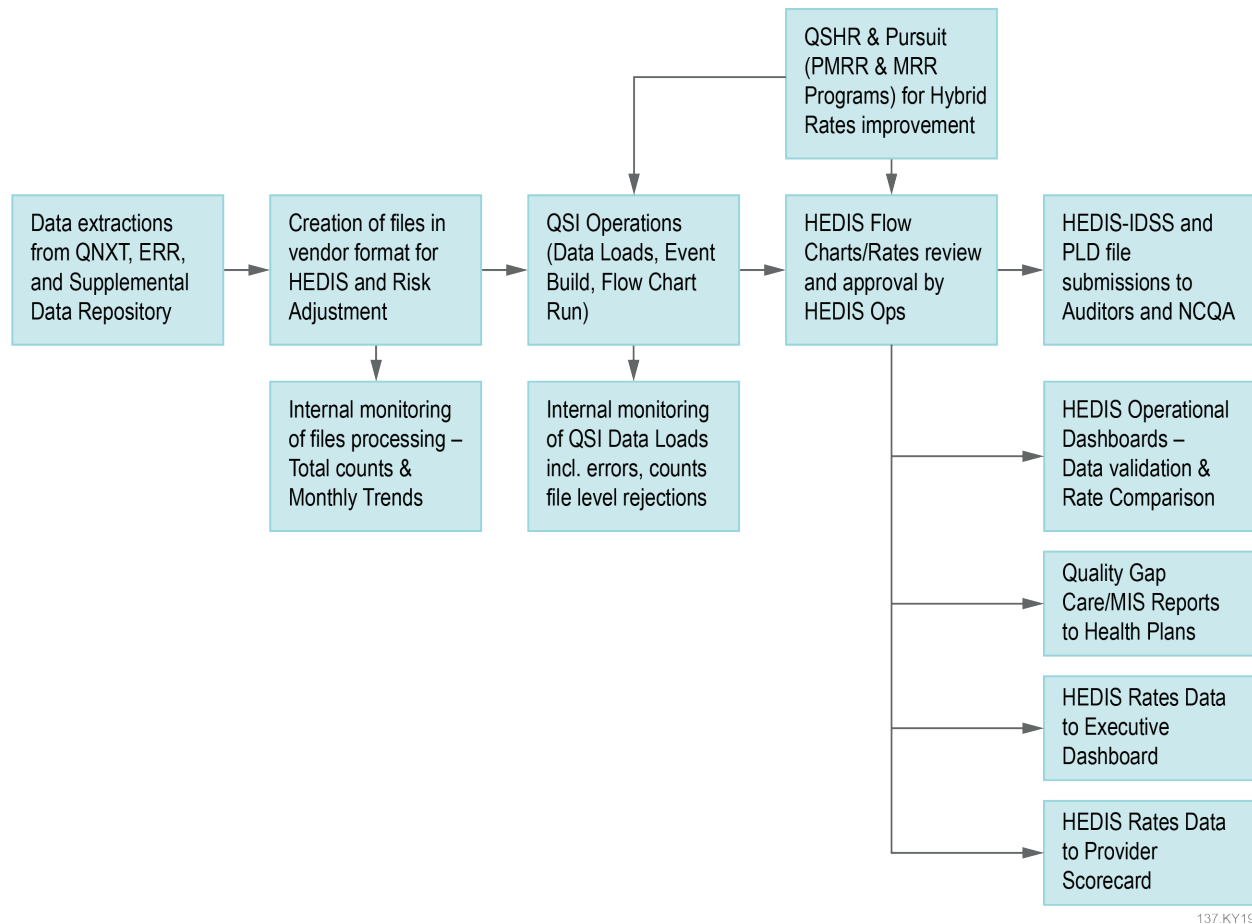 QSHR & Pursuit
(PMRR & MRR
Programs) for Hybrid
Rates improvement
Data extractions
from QNXT, ERR,
and Supplemental
Data Repository
Creation of files in
vendor format for
HEDIS and Risk
Adjustment
QSI Operations
(Data Loads, Event
Build, Flow Chart
Run)
HEDIS Flow
Charts/Rates review
and approval by
HEDIS Ops
HEDIS-IDSS and
PLD file
submissions to
Auditors and NCQA
Internal monitoring
of files processing –
Total counts &
Monthly Trends
Internal monitoring
of QSI Data Loads
incl. errors, counts
file level rejections
HEDIS Operational
Dashboards –
Data validation &
Rate Comparison
Quality Gap
Care/MIS Reports
to Health Plans
HEDIS Rates Data
to Executive
Dashboard
HEDIS Rates Data
to Provider
Scorecard
137.KY19